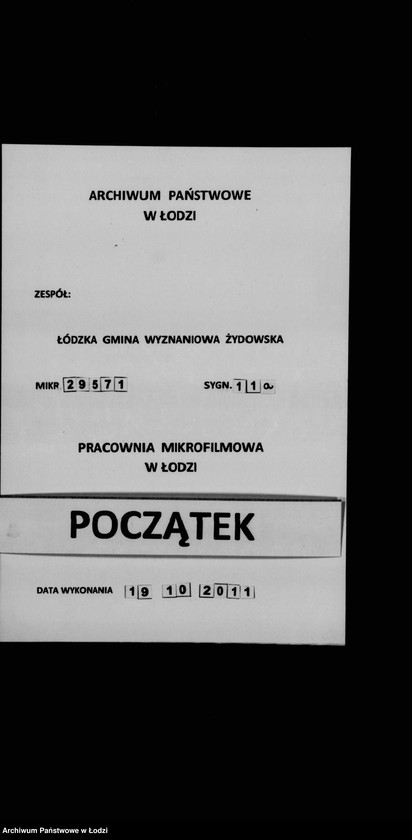 ARCHIWUM PAŃSTWOWE
W ŁODZI
ZESPÓŁ:
ŁÓDZKA GMINA WYZNANIOWA ŻYDOWSKA
MIKR 29571 SYGN. 11a
PRACOWNIA MIKROFILMOWA
W ŁODZI
POCZĄTEK
DATA WYKONANIA 19 10 2011
Archiwum Państwowe w Łodzi